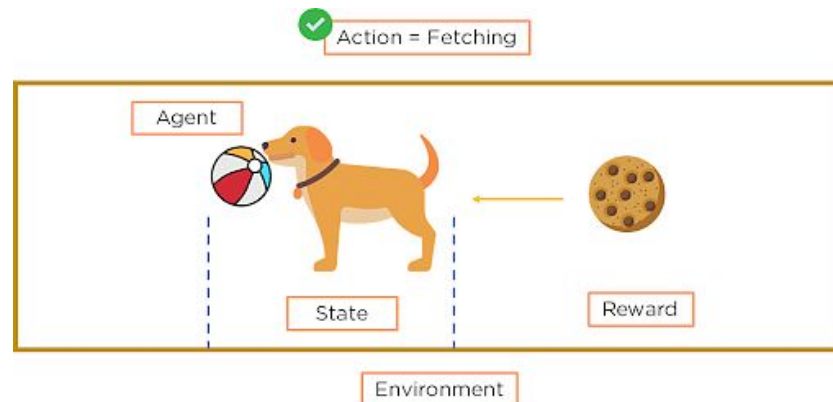 Action = Fetching
Agent
State
Reward
Environment